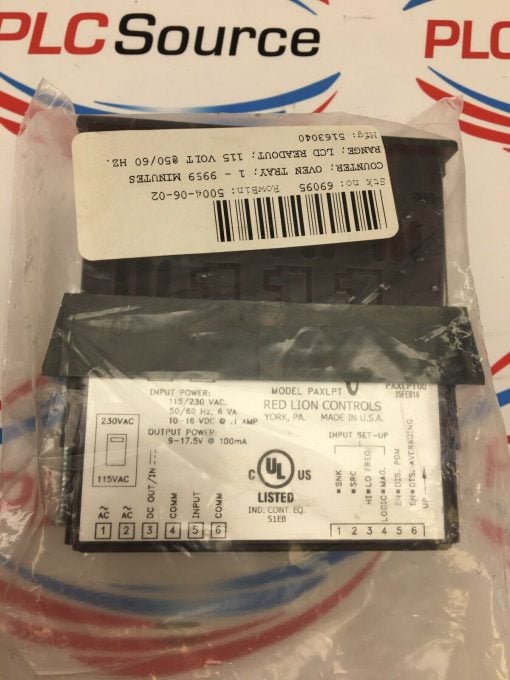 PLC Source
PLC
Stk no: 69095 RowBin: 5004-06-02
COUNTER, OVEN TRAY; 1 - 9959 MINUTES
RANGE; LCD READOUT; 115 VOLT @50/60 HZ.
Mfg: 5163040
MODEL PAXLPT
PAXLPT00
25FEB16
INPUT POWER:
115/230 VAC,
50/60 Hz, 6 VA
10-16 VDC @ .1 AMP
OUTPUT POWER:
9-17.5V @ 100mA
RED LION CONTROLS
YORK, PA. MADE IN U.S.A.
230VAC
115VAC
C UL US
LISTED
IND. CONT. EQ.
51EB
INPUT SET-UP
SNK
SRC
HI LO FREQ.
LOGIC MAG.
EN DIS. PGM
EN DIS. AVERAGING
UP
AC
AC
DC OUT/IN
COMM
INPUT
COMM
1 2 3 4 5 6
1 2 3 4 5 6